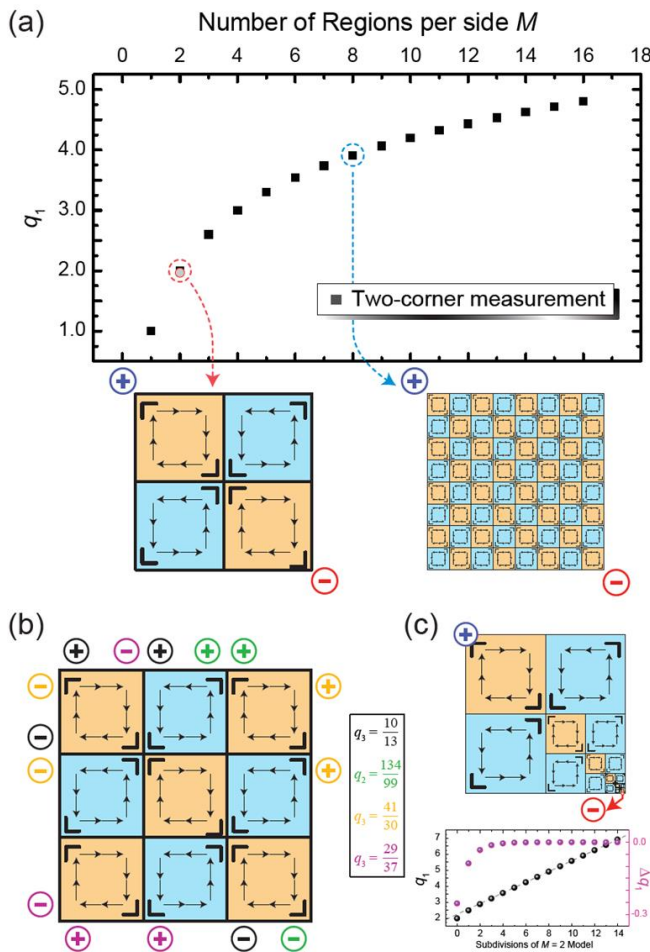 (a)
Number of Regions per side M
0 2 4 6 8 10 12 14 16 18
5.0
4.0
3.0
2.0
1.0
q1
Two-corner measurement
+ +
− −
(b)
+ − + + +
− +
−
− +
−
+ + − −
q3 = 10/13
q2 = 134/99
q3 = 41/30
q3 = 29/37
(c)
+
−
7
6
5
4
3
2
q1
0.0
-0.3
Δq1
0 2 4 6 8 10 12 14
Subdivisions of M = 2 Model